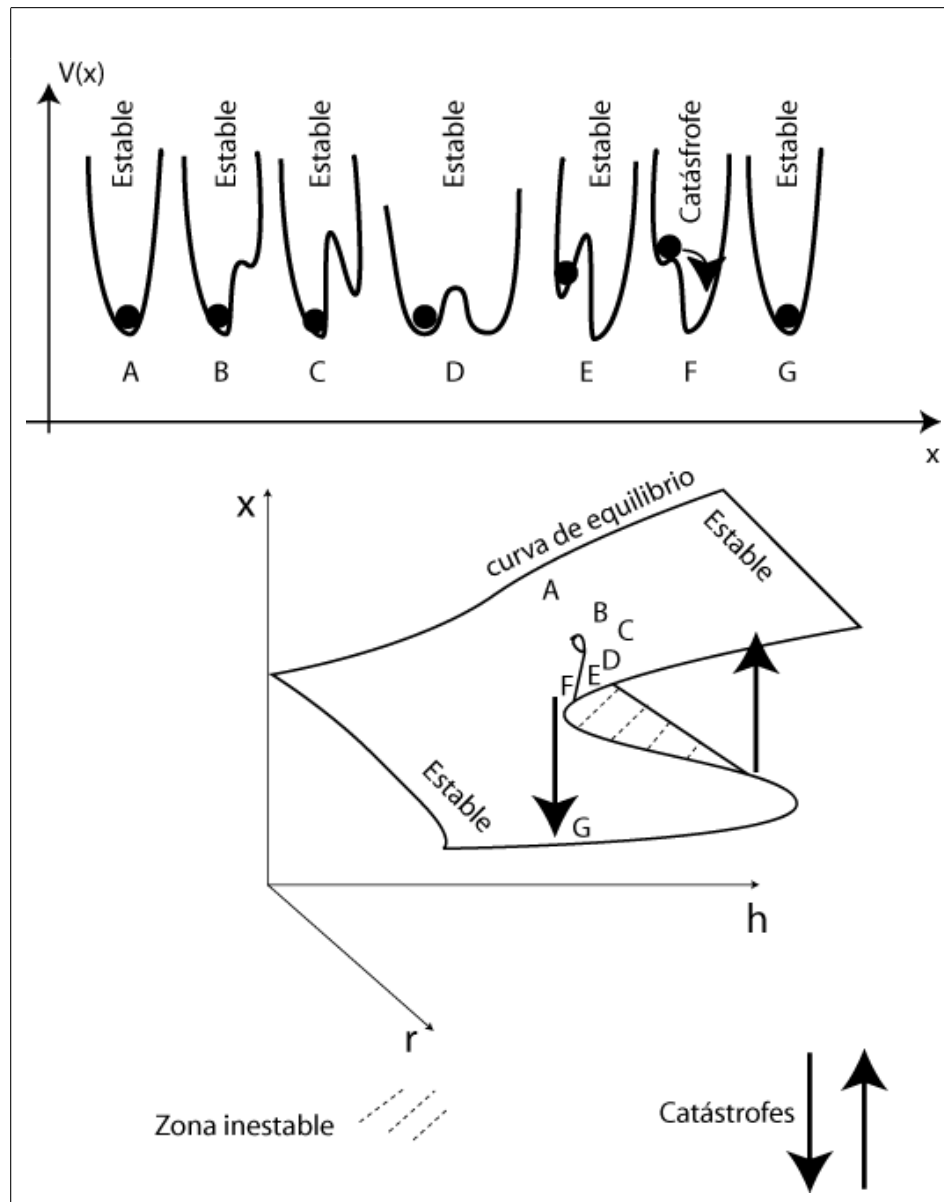 V(x)
Estable
Estable
Estable
Estable
Estable
Catásfrofe
Estable
A
B
C
D
E
F
G
x
x
curva de equilibrio
Estable
A
B
C
D
E
F
Estable
G
h
r
Zona inestable
Catástrofes